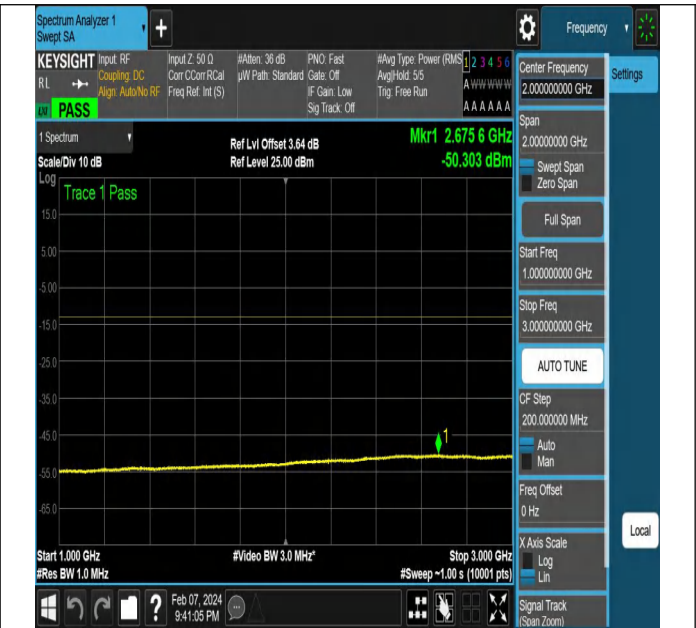 Spectrum Analyzer 1
Swept SA
Frequency
KEYSIGHT
RL
LXI
PASS
Input: RF
Coupling: DC
Align: Auto/No RF
Input Z: 50 Ω
Corr CCorr RCal
Freq Ref: Int (S)
#Atten: 36 dB
µW Path: Standard
PNO: Fast
Gate: Off
IF Gain: Low
Sig Track: Off
#Avg Type: Power (RMS
Avg|Hold: 5/5
Trig: Free Run
1 2 3 4 5 6
A W W W W W
A A A A A A
1 Spectrum
Scale/Div 10 dB
Ref Lvl Offset 3.64 dB
Ref Level 25.00 dBm
Mkr1 2.675 6 GHz
-50.303 dBm
Log
Trace 1 Pass
15.0
5.00
-5.00
-15.0
-25.0
-35.0
-45.0
-55.0
-65.0
1
Start 1.000 GHz
#Res BW 1.0 MHz
#Video BW 3.0 MHz*
Stop 3.000 GHz
#Sweep ~1.00 s (10001 pts)
?
Feb 07, 2024
9:41:05 PM
Center Frequency
2.000000000 GHz
Span
2.00000000 GHz
Swept Span
Zero Span
Full Span
Start Freq
1.000000000 GHz
Stop Freq
3.000000000 GHz
AUTO TUNE
CF Step
200.000000 MHz
Auto
Man
Freq Offset
0 Hz
X Axis Scale
Log
Lin
Signal Track
(Span Zoom)
Settings
Local